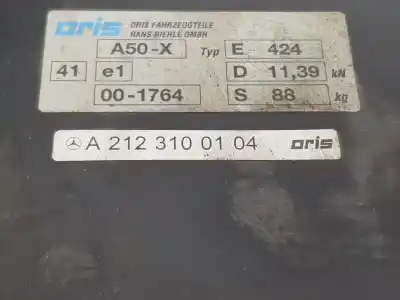 oris ORIS FAHRZEUGTEILE
HANS RIEHLE GMBH
A50-X Typ E 424
41 e1 D 11,39 kN
00-1764 S 88 kg
A 212 310 01 04 oris